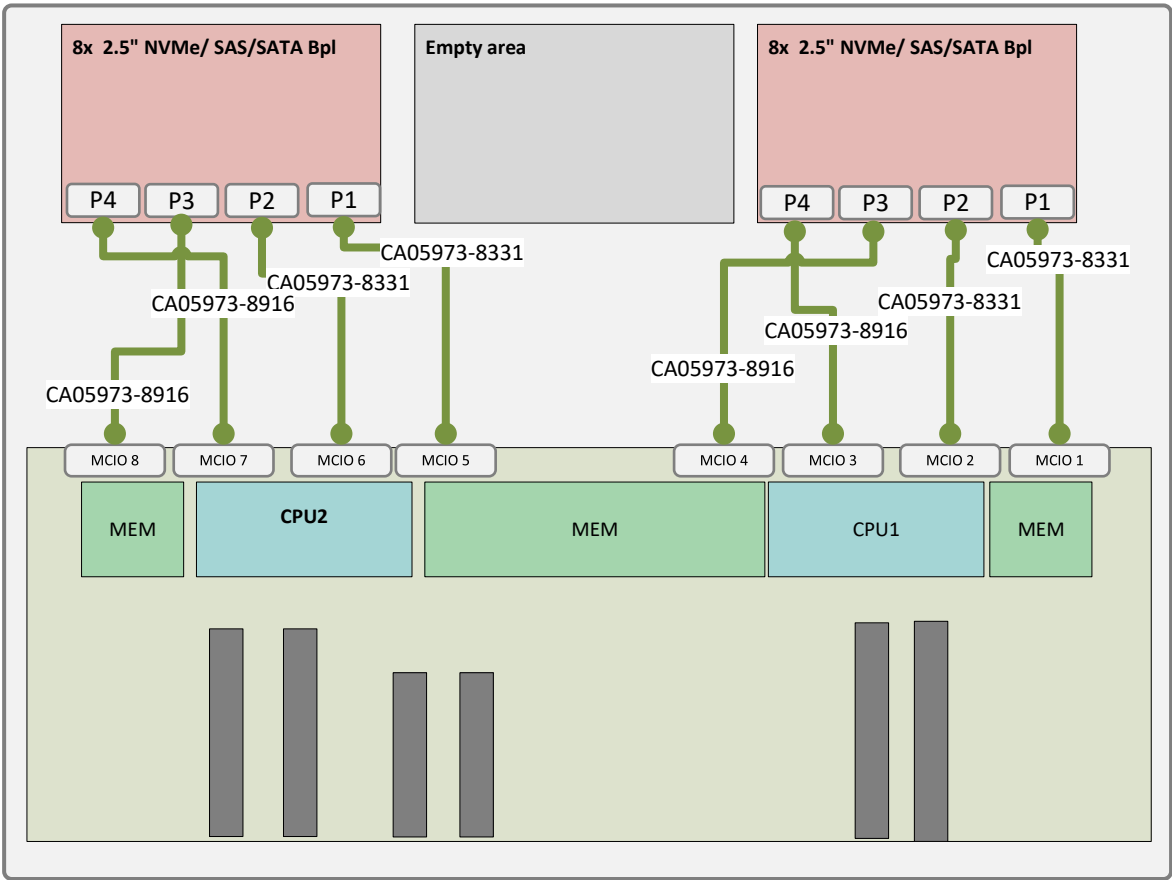 8x  2.5" NVMe/ SAS/SATA Bpl
Empty area
8x  2.5" NVMe/ SAS/SATA Bpl
P4
P3
P2
P1
P4
P3
P2
P1
CA05973-8331
CA05973-8331
CA05973-8331
CA05973-8916
CA05973-8331
CA05973-8916
CA05973-8916
CA05973-8916
MCIO 8
MCIO 7
MCIO 6
MCIO 5
MCIO 4
MCIO 3
MCIO 2
MCIO 1
MEM
CPU2
MEM
CPU1
MEM